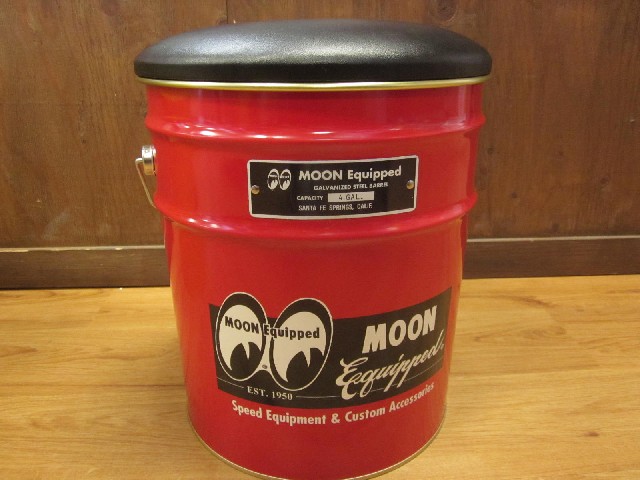 MOON Equipped
GALVANIZED STEEL BARREL
CAPACITY 4 GAL.
SANTA FE SPRINGS, CALIF.
MOON Equipped
MOON
Equipped.
EST. 1950
Speed Equipment & Custom Accessories